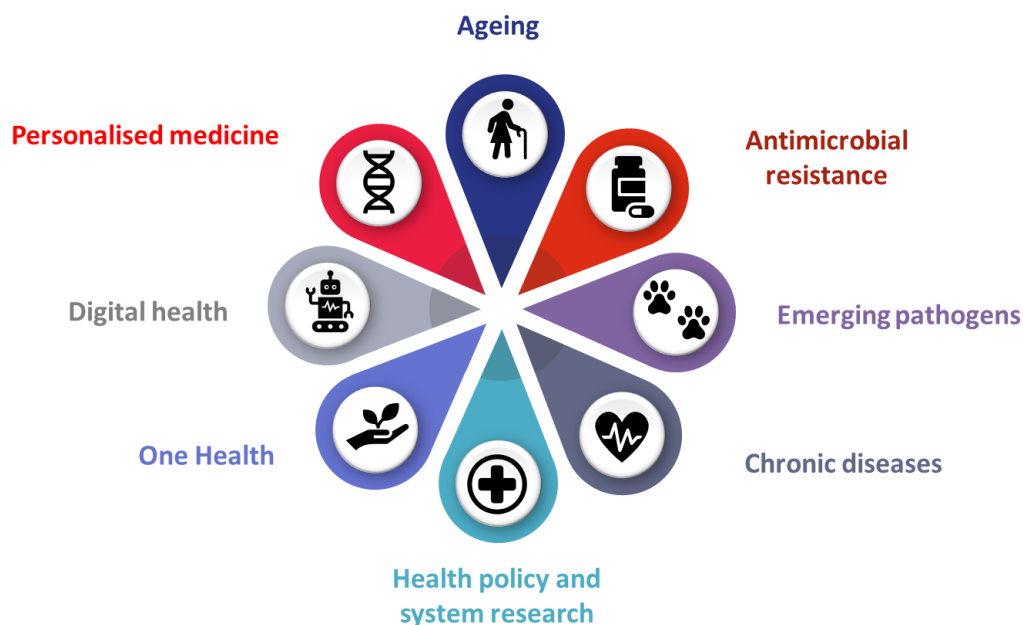 Ageing
Personalised medicine
Antimicrobial
resistance
Digital health
Emerging pathogens
One Health
Chronic diseases
Health policy and
system research